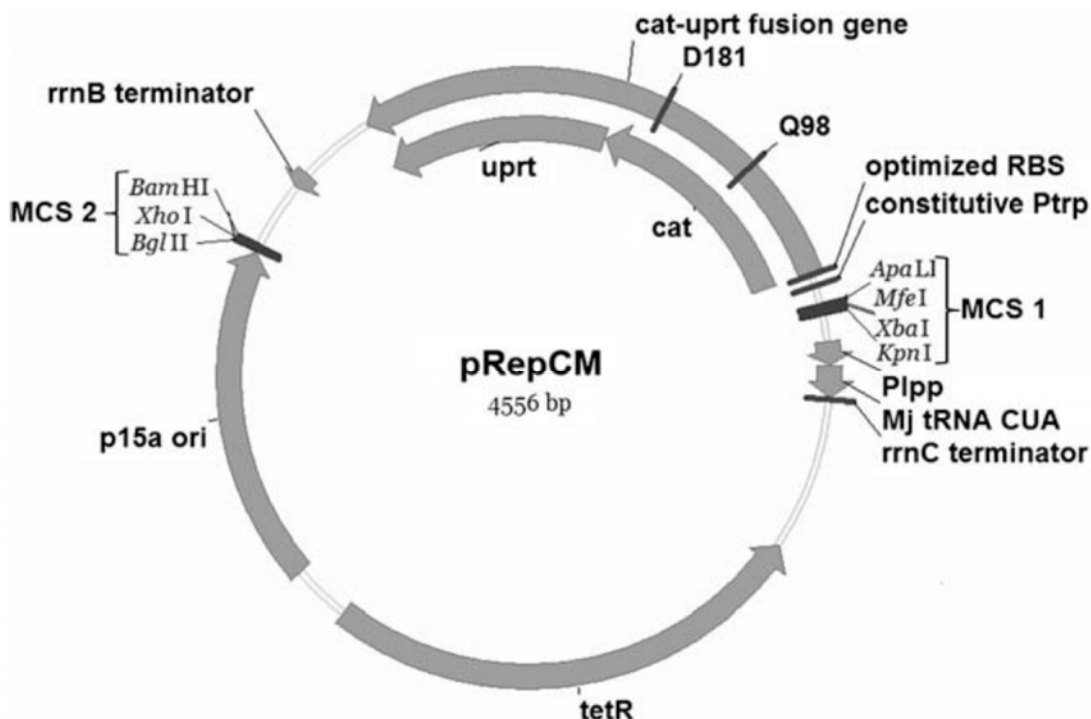 cat-uprt fusion gene
D181
rrnB terminator
Q98
optimized RBS
uprt
constitutive Ptrp
BamHI
MCS 2
XhoI
BglII
cat
ApaLI
MfeI
MCS 1
XbaI
KpnI
pRepCM
4556 bp
Plpp
Mj tRNA CUA
p15a ori
rrnC terminator
tetR